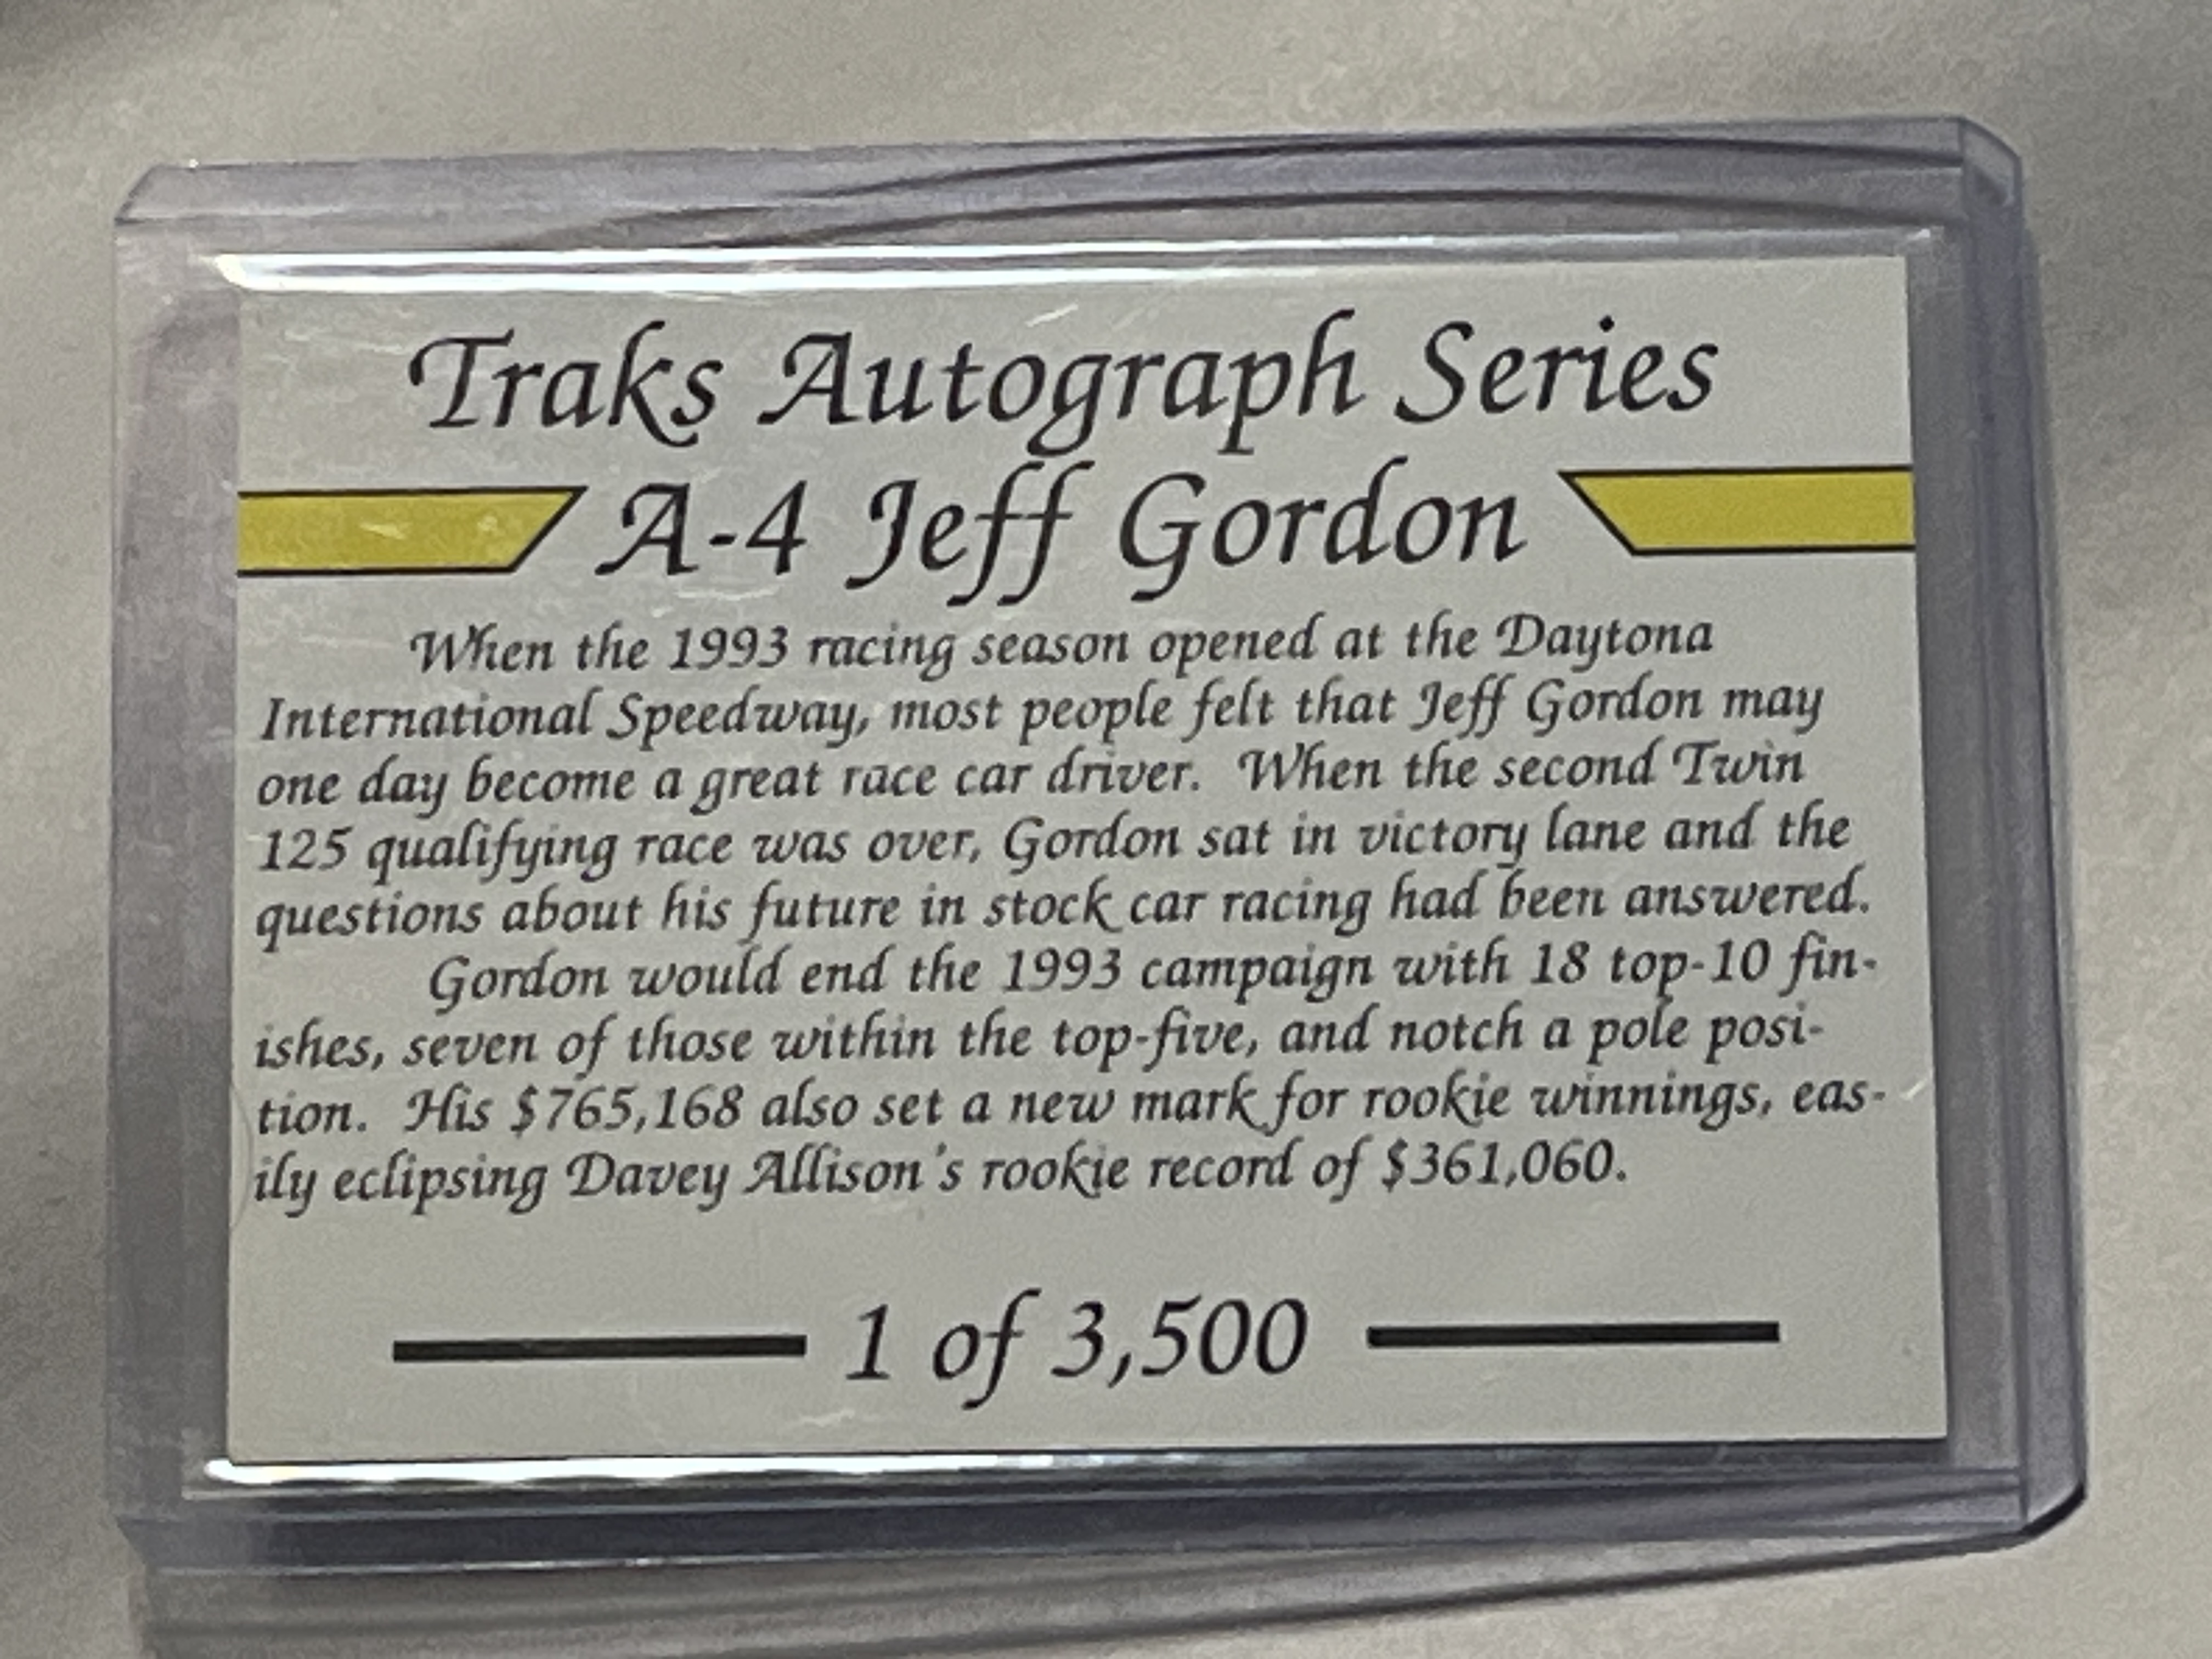 Traks Autograph Series
A-4 Jeff Gordon
When the 1993 racing season opened at the Daytona
International Speedway, most people felt that Jeff Gordon may
one day become a great race car driver. When the second Twin
125 qualifying race was over, Gordon sat in victory lane and the
questions about his future in stock car racing had been answered.
Gordon would end the 1993 campaign with 18 top-10 fin-
ishes, seven of those within the top-five, and notch a pole posi-
tion. His $765,168 also set a new mark for rookie winnings, eas-
ily eclipsing Davey Allison's rookie record of $361,060.
1 of 3,500